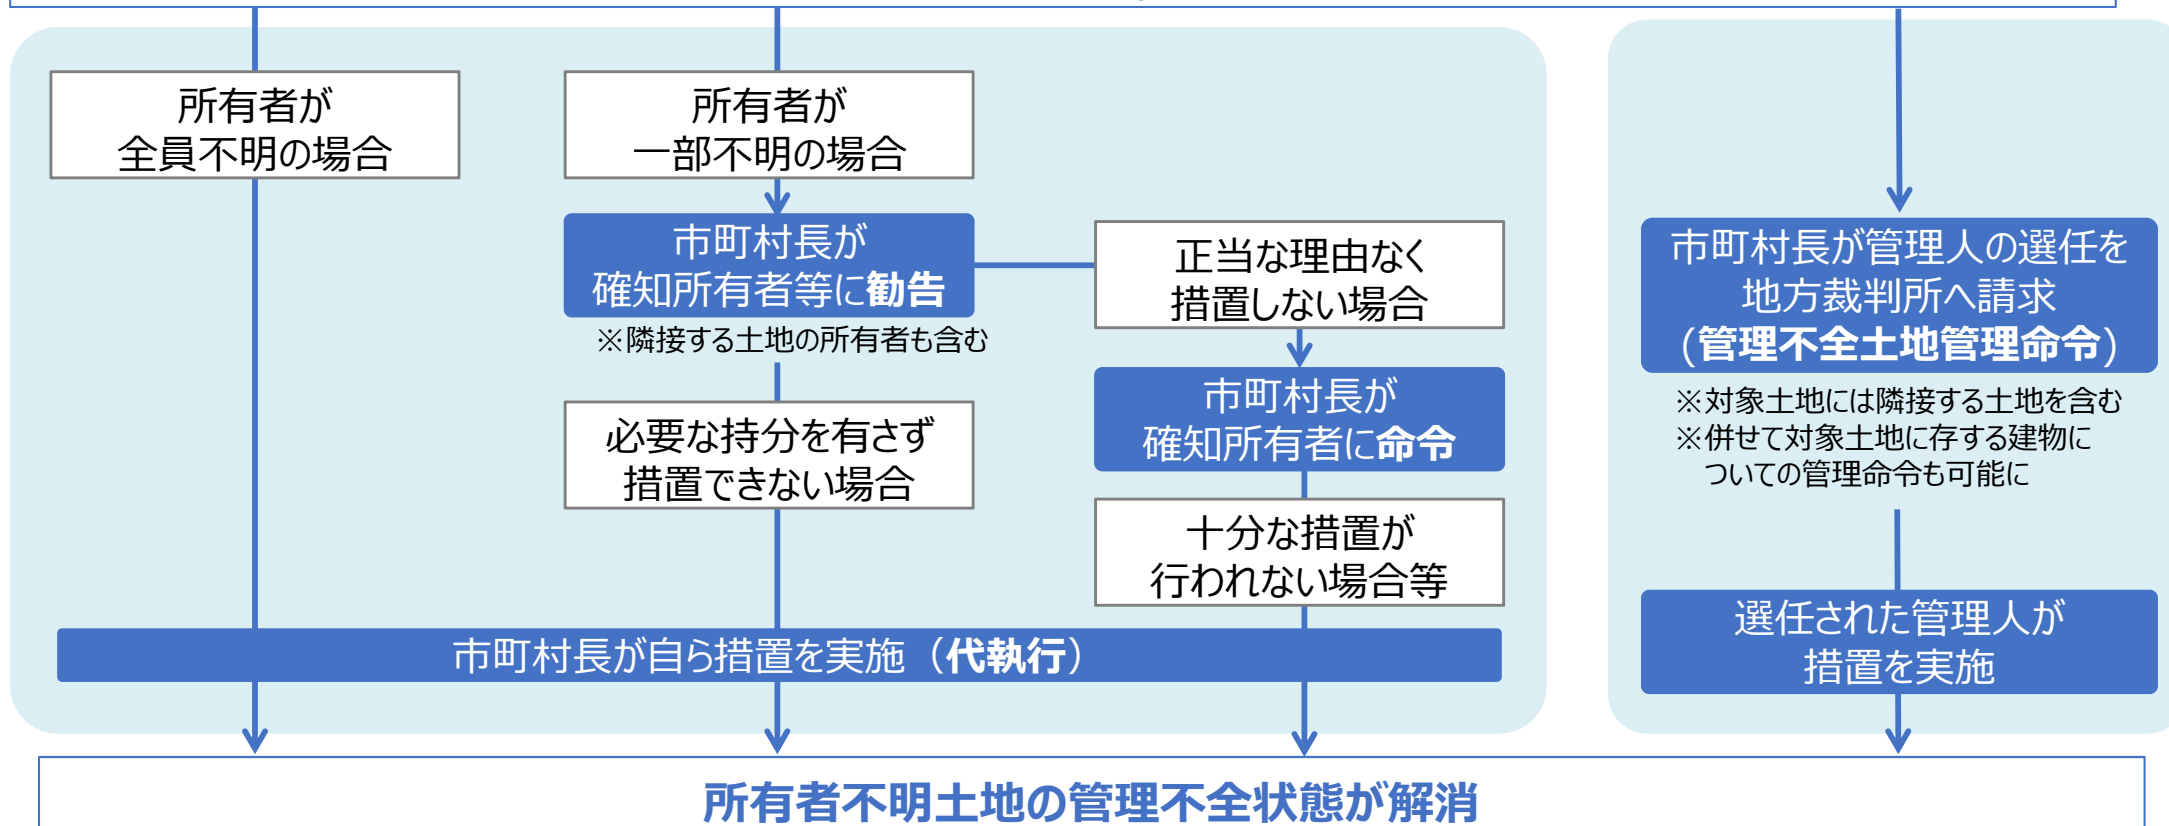 所有者が
全員不明の場合
所有者が
一部不明の場合
市町村長が
確知所有者等に勧告
※隣接する土地の所有者も含む
必要な持分を有さず
措置できない場合
正当な理由なく
措置しない場合
市町村長が
確知所有者に命令
十分な措置が
行われない場合等
市町村長が自ら措置を実施（代執行）
市町村長が管理人の選任を
地方裁判所へ請求
(管理不全土地管理命令)
※対象土地には隣接する土地を含む
※併せて対象土地に存する建物に
ついての管理命令も可能に
選任された管理人が
措置を実施
所有者不明土地の管理不全状態が解消